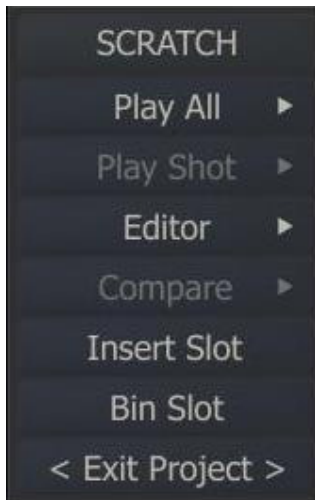 SCRATCH
Play All
Play Shot
Editor
Compare
Insert Slot
Bin Slot
< Exit Project >